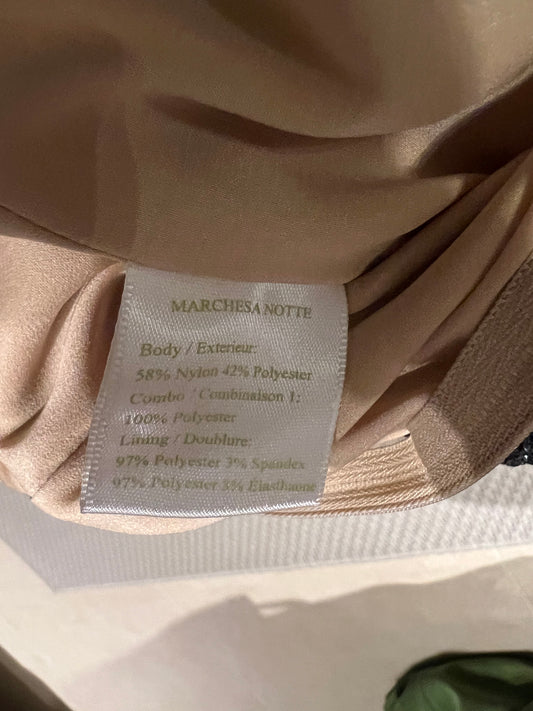 MARCHESA NOTTE
Body / Exterieur:
58% Nylon 42% Polyester
Combo / Combinaison 1:
100% Polyester
Lining / Doublure:
97% Polyester 3% Spandex
97% Polyester 3% Elasthanne